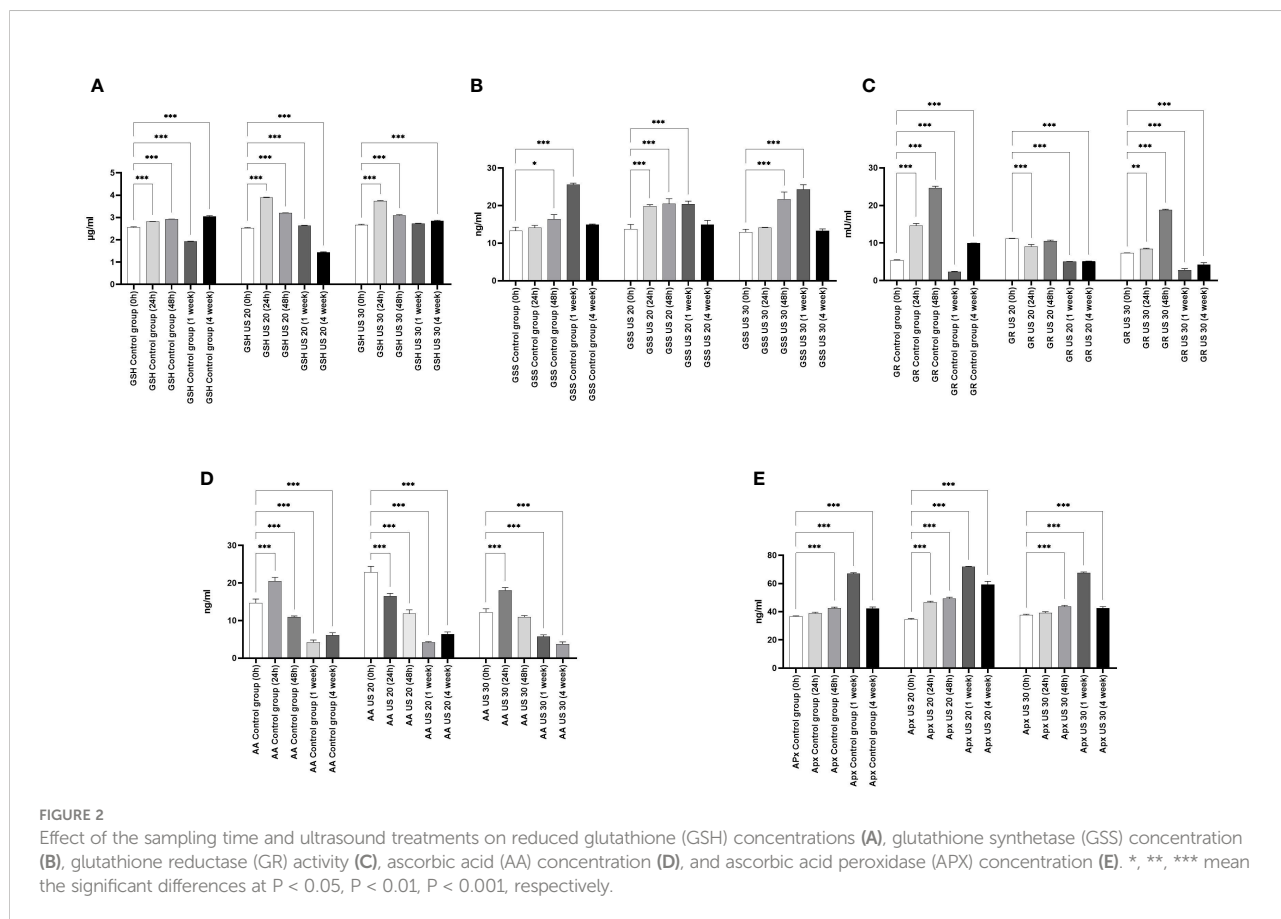 A
B
C
***
***
***
***
µg/ml
5
4
3
2
1
0
GSH Control group (0h)
GSH Control group (24h)
GSH Control group (48h)
GSH Control group (1 week)
GSH Control group (4 week)
***
***
***
***
GSH US 20 (0h)
GSH US 20 (24h)
GSH US 20 (48h)
GSH US 20 (1 week)
GSH US 20 (4 week)
***
***
***
GSH US 30 (0h)
GSH US 30 (24h)
GSH US 30 (48h)
GSH US 30 (1 week)
GSH US 30 (4 week)
***
*
ng/ml
30
20
10
0
GSS Control group (0h)
GSS Control group (24h)
GSS Control group (48h)
GSS Control group (1 week)
GSS Control group (4 week)
***
***
***
GSS US 20 (0h)
GSS US 20 (24h)
GSS US 20 (48h)
GSS US 20 (1 week)
GSS US 20 (4 week)
***
***
GSS US 30 (0h)
GSS US 30 (24h)
GSS US 30 (48h)
GSS US 30 (1 week)
GSS US 30 (4 week)
***
***
***
***
mU/ml
30
20
10
0
GR Control group (0h)
GR Control group (24h)
GR Control group (48h)
GR Control group (1 week)
GR Control group (4 week)
***
***
***
GR US 20 (0h)
GR US 20 (24h)
GR US 20 (48h)
GR US 20 (1 week)
GR US 20 (4 week)
***
***
***
**
GR US 30 (0h)
GR US 30 (24h)
GR US 30 (48h)
GR US 30 (1 week)
GR US 30 (4 week)
D
E
***
***
***
***
ng/ml
30
20
10
0
AA Control group (0h)
AA Control group (24h)
AA Control group (48h)
AA Control group (1 week)
AA Control group (4 week)
***
***
***
***
AA US 20 (0h)
AA US 20 (24h)
AA US 20 (48h)
AA US 20 (1 week)
AA US 20 (4 week)
***
***
***
AA US 30 (0h)
AA US 30 (24h)
AA US 30 (48h)
AA US 30 (1 week)
AA US 30 (4 week)
***
***
***
ng/ml
80
60
40
20
0
APx Control group (0h)
Apx Control group (24h)
Apx Control group (48h)
Apx Control group (1 week)
Apx Control group (4 week)
***
***
***
***
Apx US 20 (0h)
Apx US 20 (24h)
Apx US 20 (48h)
Apx US 20 (1 week)
Apx US 20 (4 week)
***
***
***
Apx US 30 (0h)
Apx US 30 (24h)
Apx US 30 (48h)
Apx US 30 (1 week)
Apx US 30 (4 week)
FIGURE 2
Effect of the sampling time and ultrasound treatments on reduced glutathione (GSH) concentrations (A), glutathione synthetase (GSS) concentration
(B), glutathione reductase (GR) activity (C), ascorbic acid (AA) concentration (D), and ascorbic acid peroxidase (APX) concentration (E). *, **, *** mean
the significant differences at P < 0.05, P < 0.01, P < 0.001, respectively.